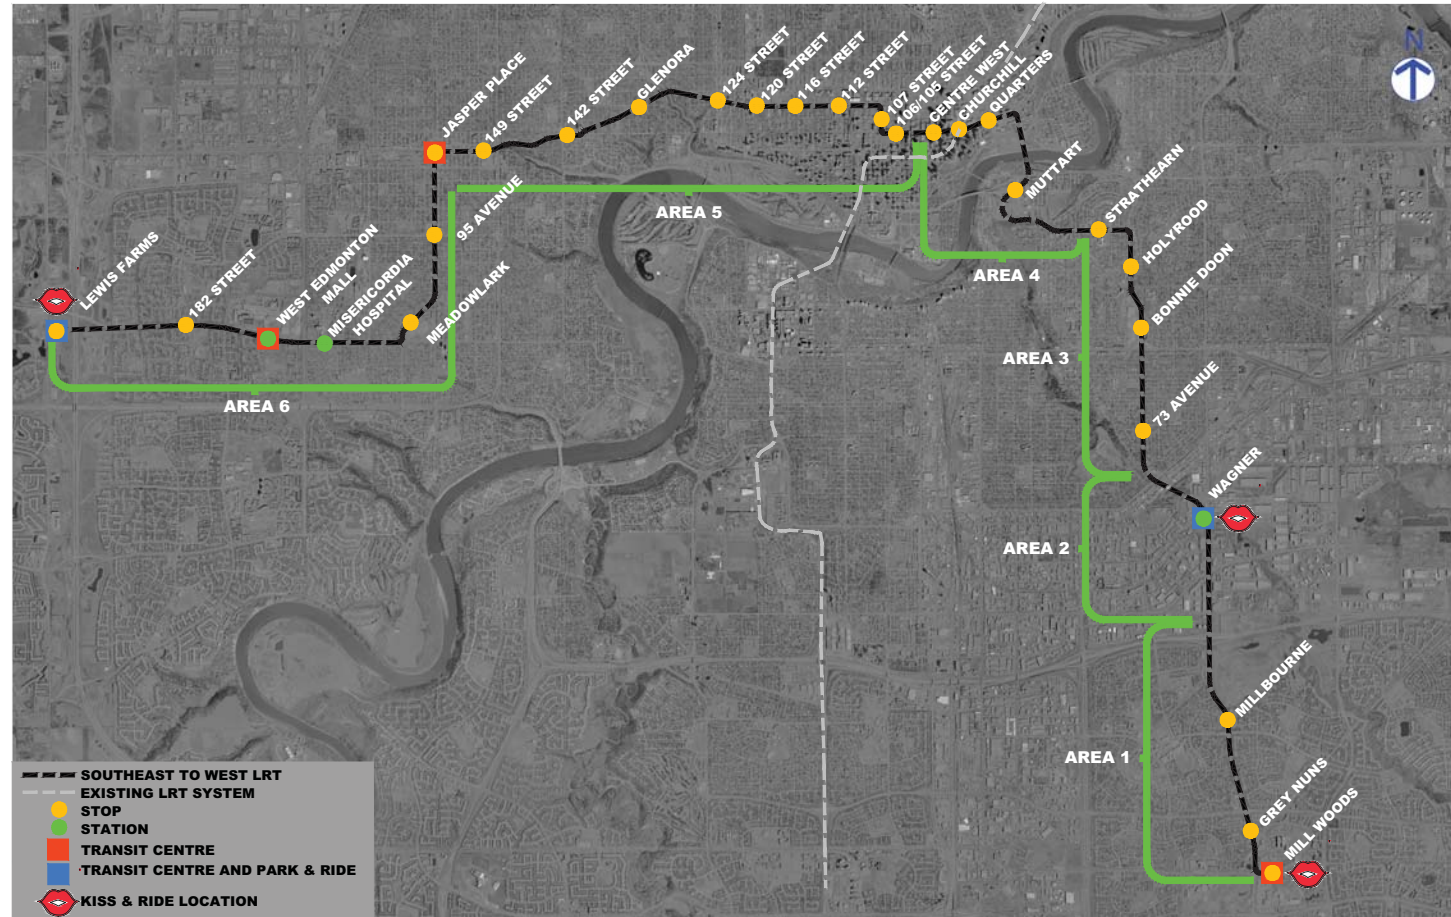 N
JASPER PLACE
149 STREET
142 STREET
GLENORA
124 STREET
120 STREET
116 STREET
112 STREET
107 STREET
106/105 STREET
CENTRE WEST
CHURCHILL
QUARTERS
MUTTART
STRATHEARN
HOLYROOD
BONNIE DOON
73 AVENUE
WAGNER
MILLBOURNE
GREY NUNS
MILL WOODS
LEWIS FARMS
182 STREET
WEST EDMONTON
MALL
MISERICORDIA
HOSPITAL
MEADOWLARK
95 AVENUE
AREA 5
AREA 4
AREA 3
AREA 6
AREA 2
AREA 1
SOUTHEAST TO WEST LRT
EXISTING LRT SYSTEM
STOP
STATION
TRANSIT CENTRE
TRANSIT CENTRE AND PARK & RIDE
KISS & RIDE LOCATION